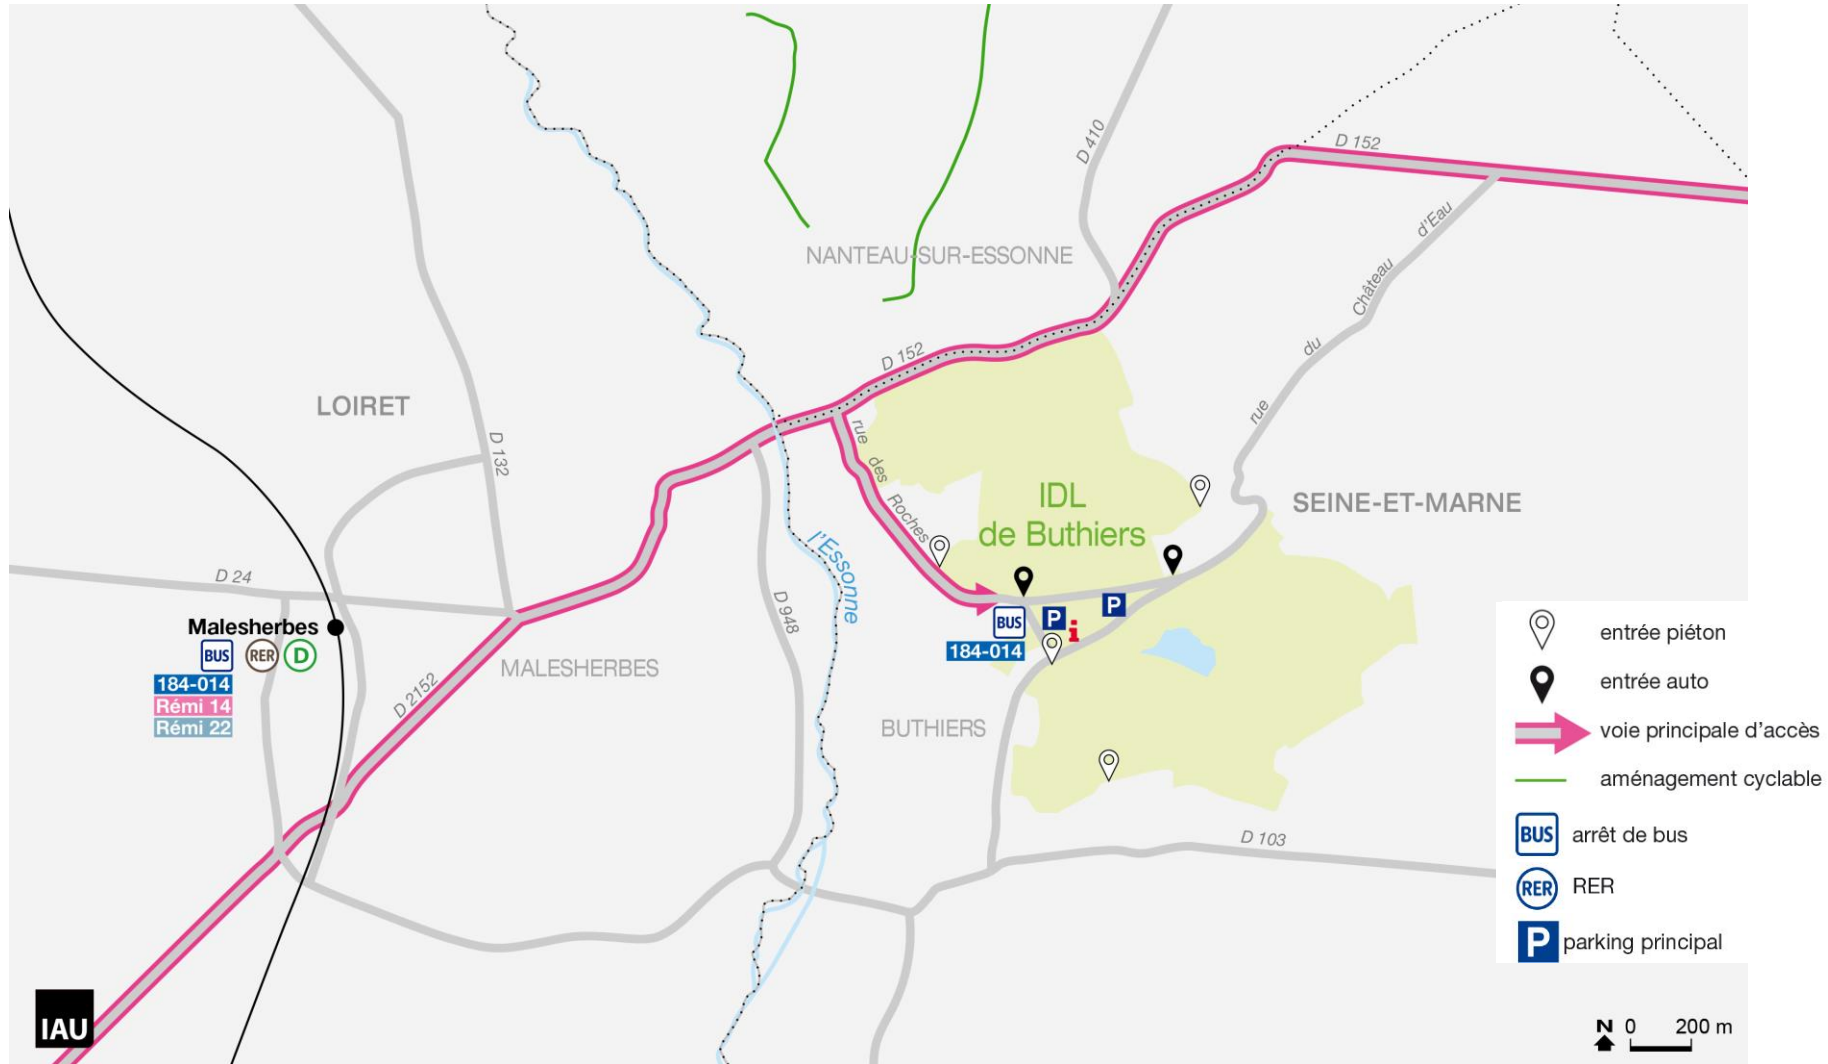 D 152
D 410
d'Eau
Château
du
rue
NANTEAU-SUR-ESSONNE
D 152
LOIRET
D 132
rue
des
Roches
IDL
de Buthiers
SEINE-ET-MARNE
l'Essonne
D 24
Malesherbes
BUS
RER
D
184-014
Rémi 14
Rémi 22
D 2152
MALESHERBES
D 948
BUS
184-014
P
i
P
BUTHIERS
D 103
entrée piéton
entrée auto
voie principale d'accès
aménagement cyclable
BUS
arrêt de bus
RER
RER
P
parking principal
IAU
N 0 200 m